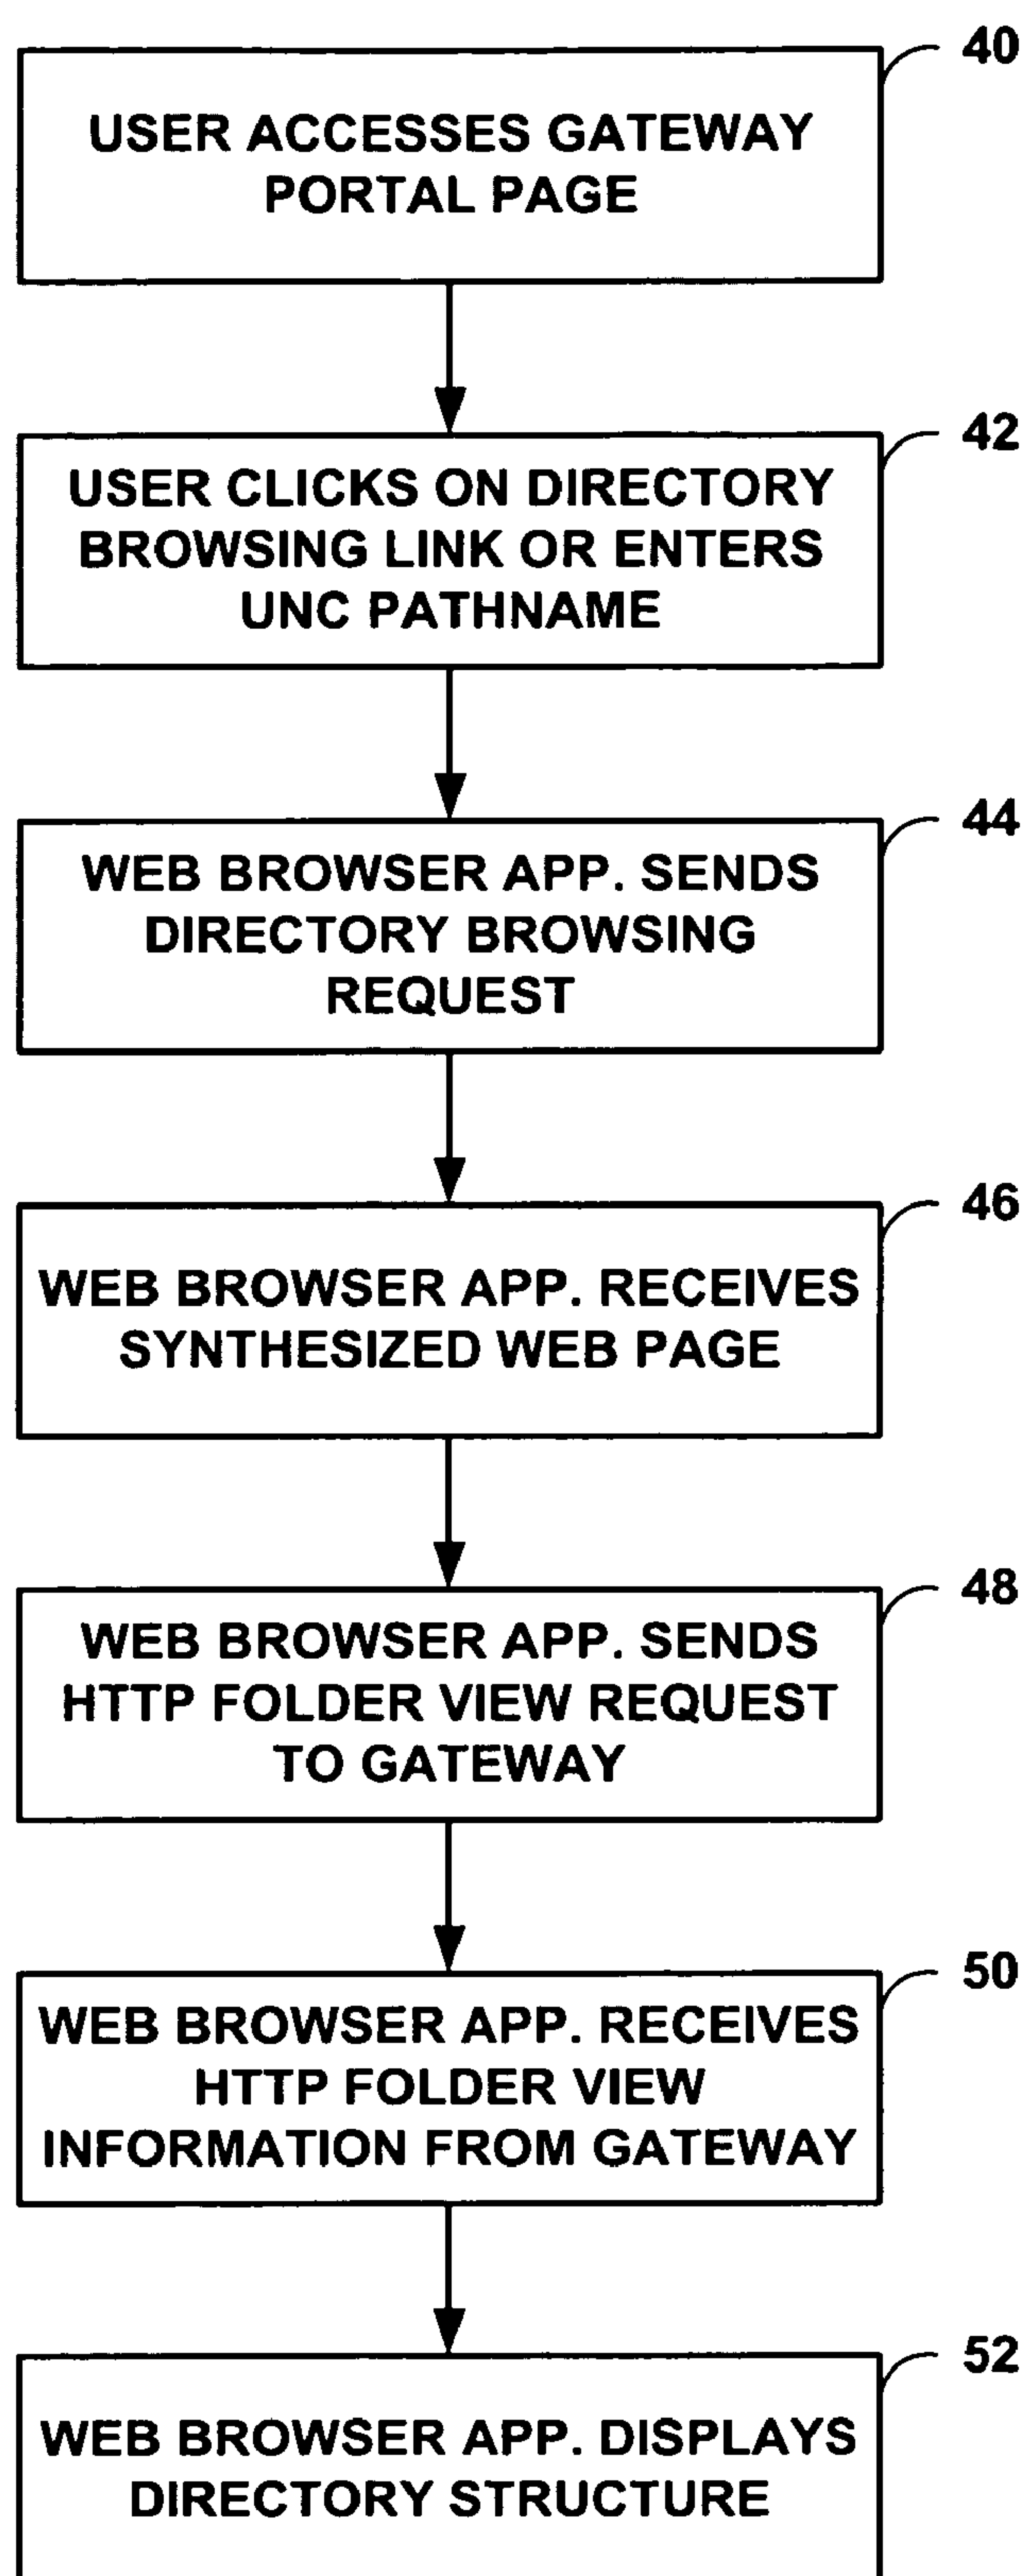 40
USER ACCESSES GATEWAY
PORTAL PAGE
42
USER CLICKS ON DIRECTORY
BROWSING LINK OR ENTERS
UNC PATHNAME
44
WEB BROWSER APP. SENDS
DIRECTORY BROWSING
REQUEST
46
WEB BROWSER APP. RECEIVES
SYNTHESIZED WEB PAGE
48
WEB BROWSER APP. SENDS
HTTP FOLDER VIEW REQUEST
TO GATEWAY
50
WEB BROWSER APP. RECEIVES
HTTP FOLDER VIEW
INFORMATION FROM GATEWAY
52
WEB BROWSER APP. DISPLAYS
DIRECTORY STRUCTURE